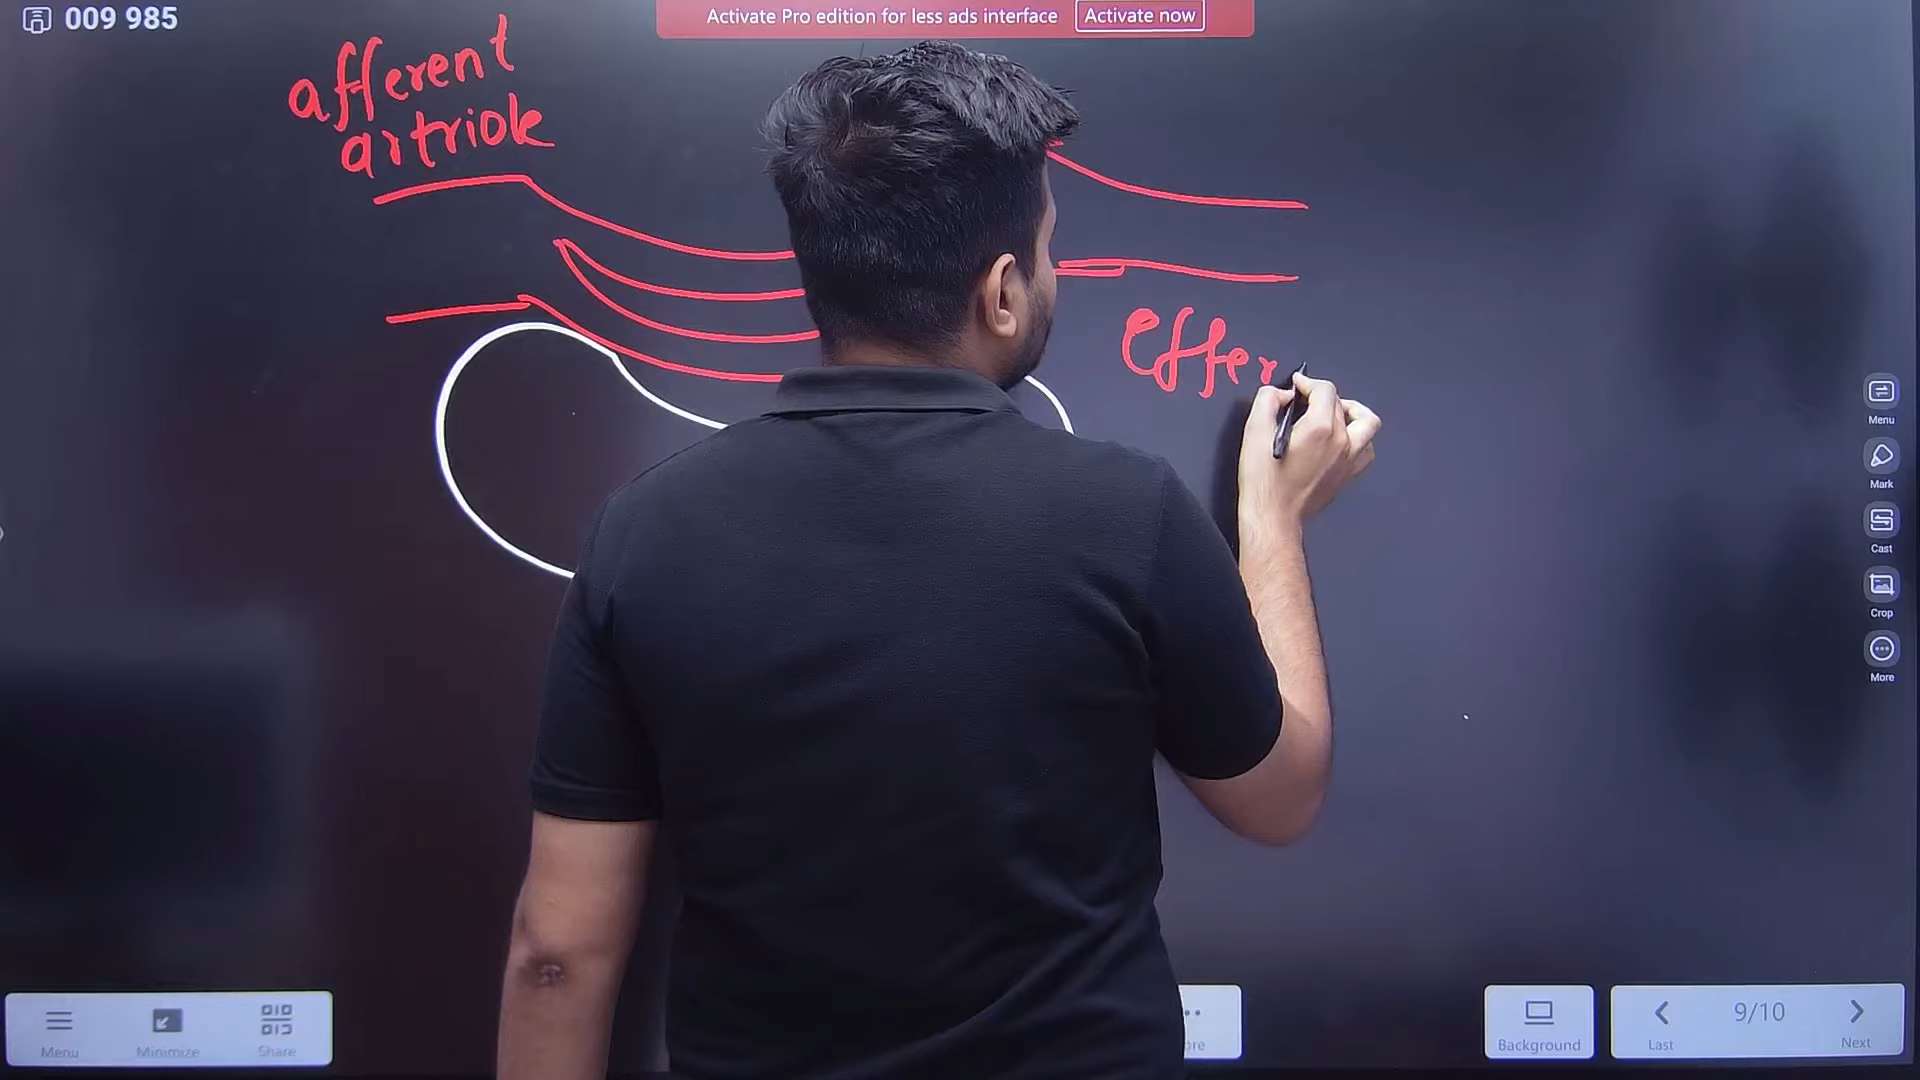 009 985
Activate Pro edition for less ads interface
Activate now
afferent
artriole
effer
Menu
Mark
Cast
Crop
More
Menu
Minimize
Share
Background
Last
9/10
Next